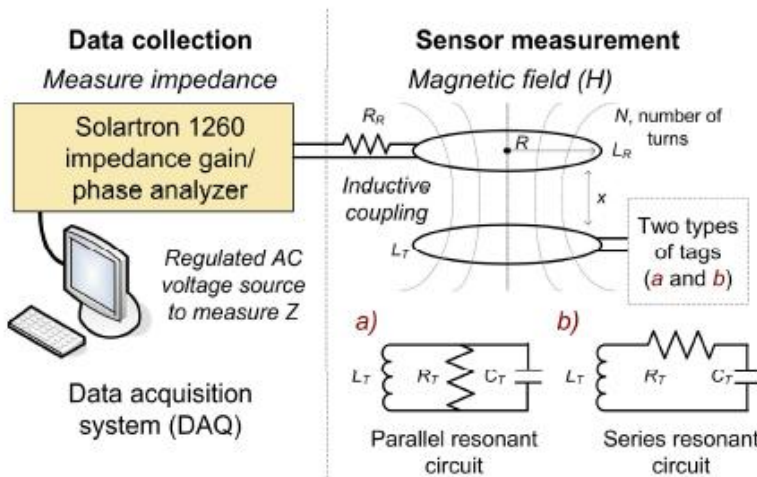 Data collection
Measure impedance
Solartron 1260
impedance gain/
phase analyzer
Regulated AC
voltage source
to measure Z
Data acquisition
system (DAQ)
Sensor measurement
Magnetic field (H)
R_R
N, number of
turns
R
L_R
Inductive
coupling
x
L_T
Two types
of tags
(a and b)
a)
L_T
R_T
C_T
Parallel resonant
circuit
b)
L_T
R_T
C_T
Series resonant
circuit